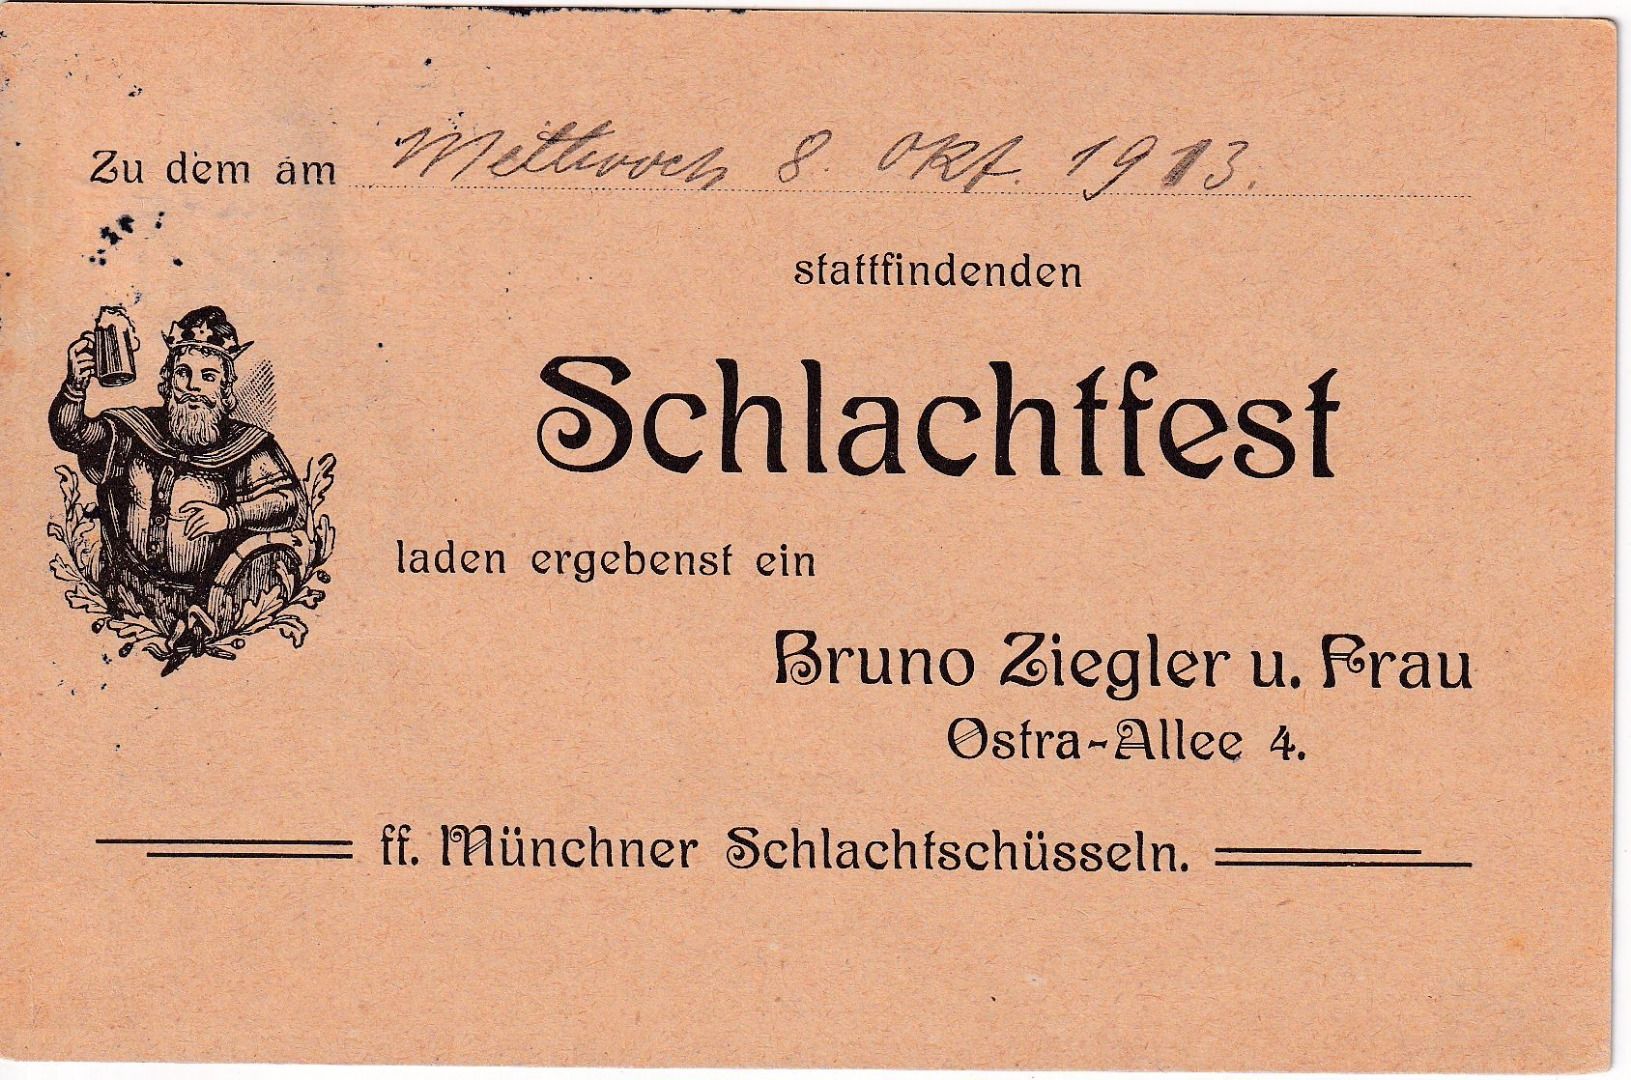 Zu dem am Mittwoch 8. Okt. 1913.
stattfindenden
Schlachtfest
laden ergebenst ein
Bruno Ziegler u. Frau
Ostra-Allee 4.
ff. Münchner Schlachtschüsseln.